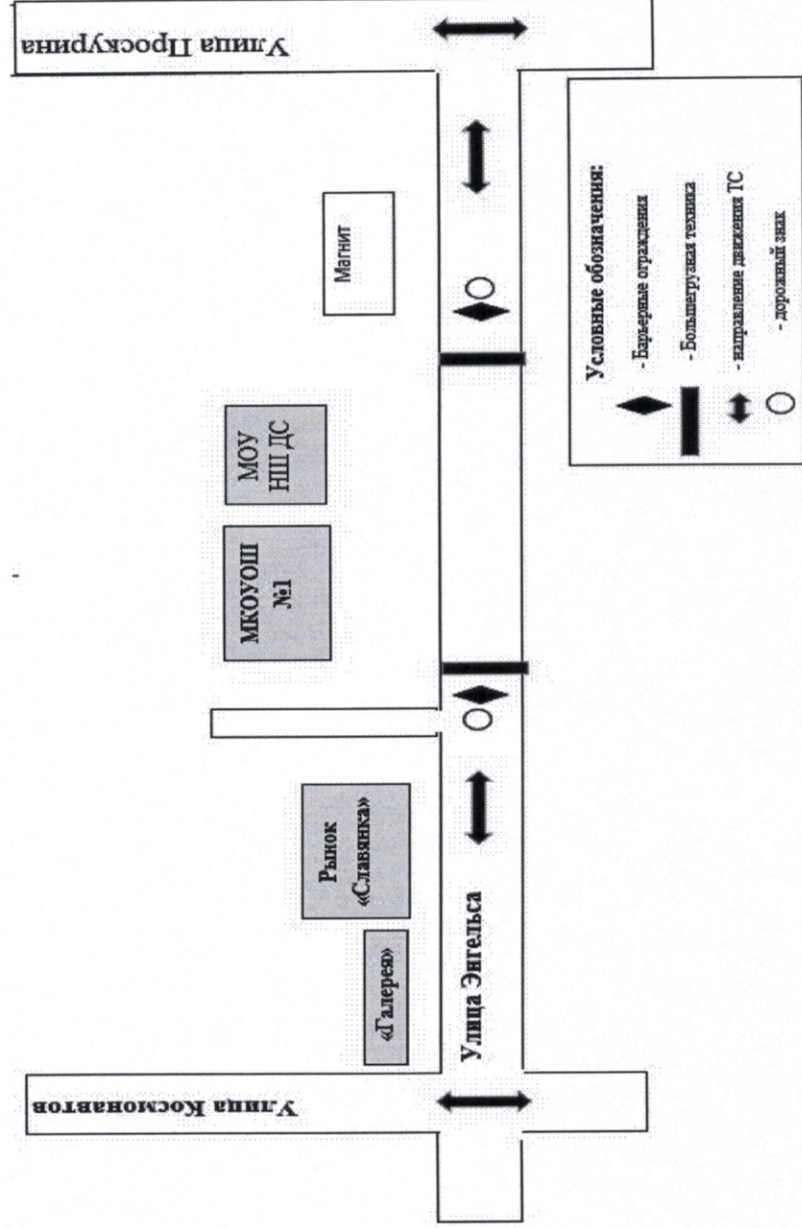 Улица Проскурина
Магнит
МОУ
НШ ДС
МКОУОШ
№1
Рынок
«Славянка»
«Галерея»
Улица Энгельса
Улица Космонавтов
Условные обозначения:
- Барьерные ограждения
- Большегрузная техника
- направление движения ТС
- дорожный знак